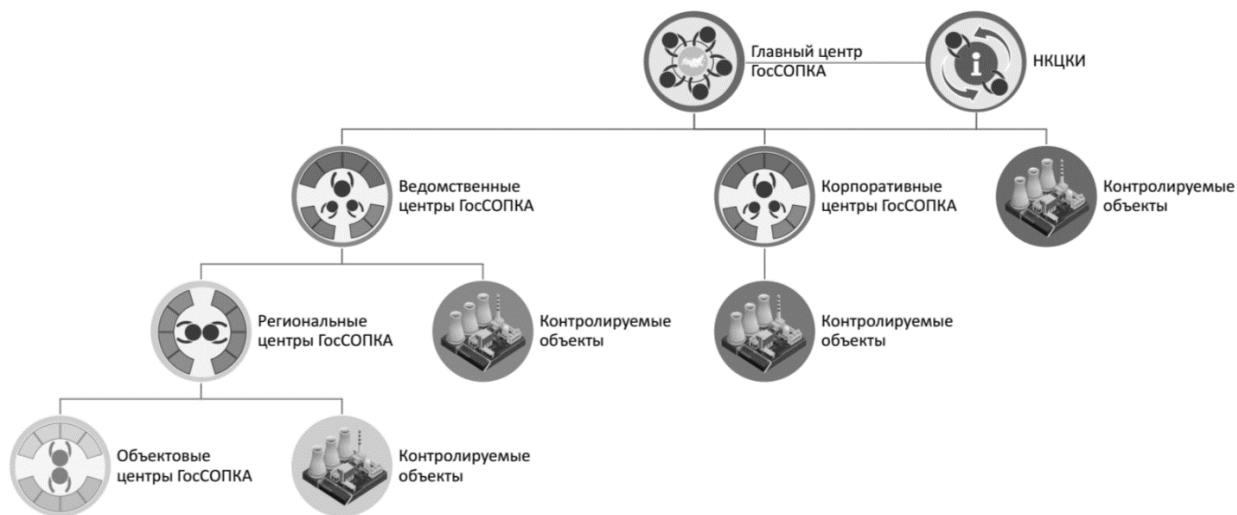 Главный центр
ГосСОПКА
НКЦКИ
Ведомственные
центры ГосСОПКА
Корпоративные
центры ГосСОПКА
Контролируемые
объекты
Региональные
центры ГосСОПКА
Контролируемые
объекты
Контролируемые
объекты
Объектовые
центры ГосСОПКА
Контролируемые
объекты